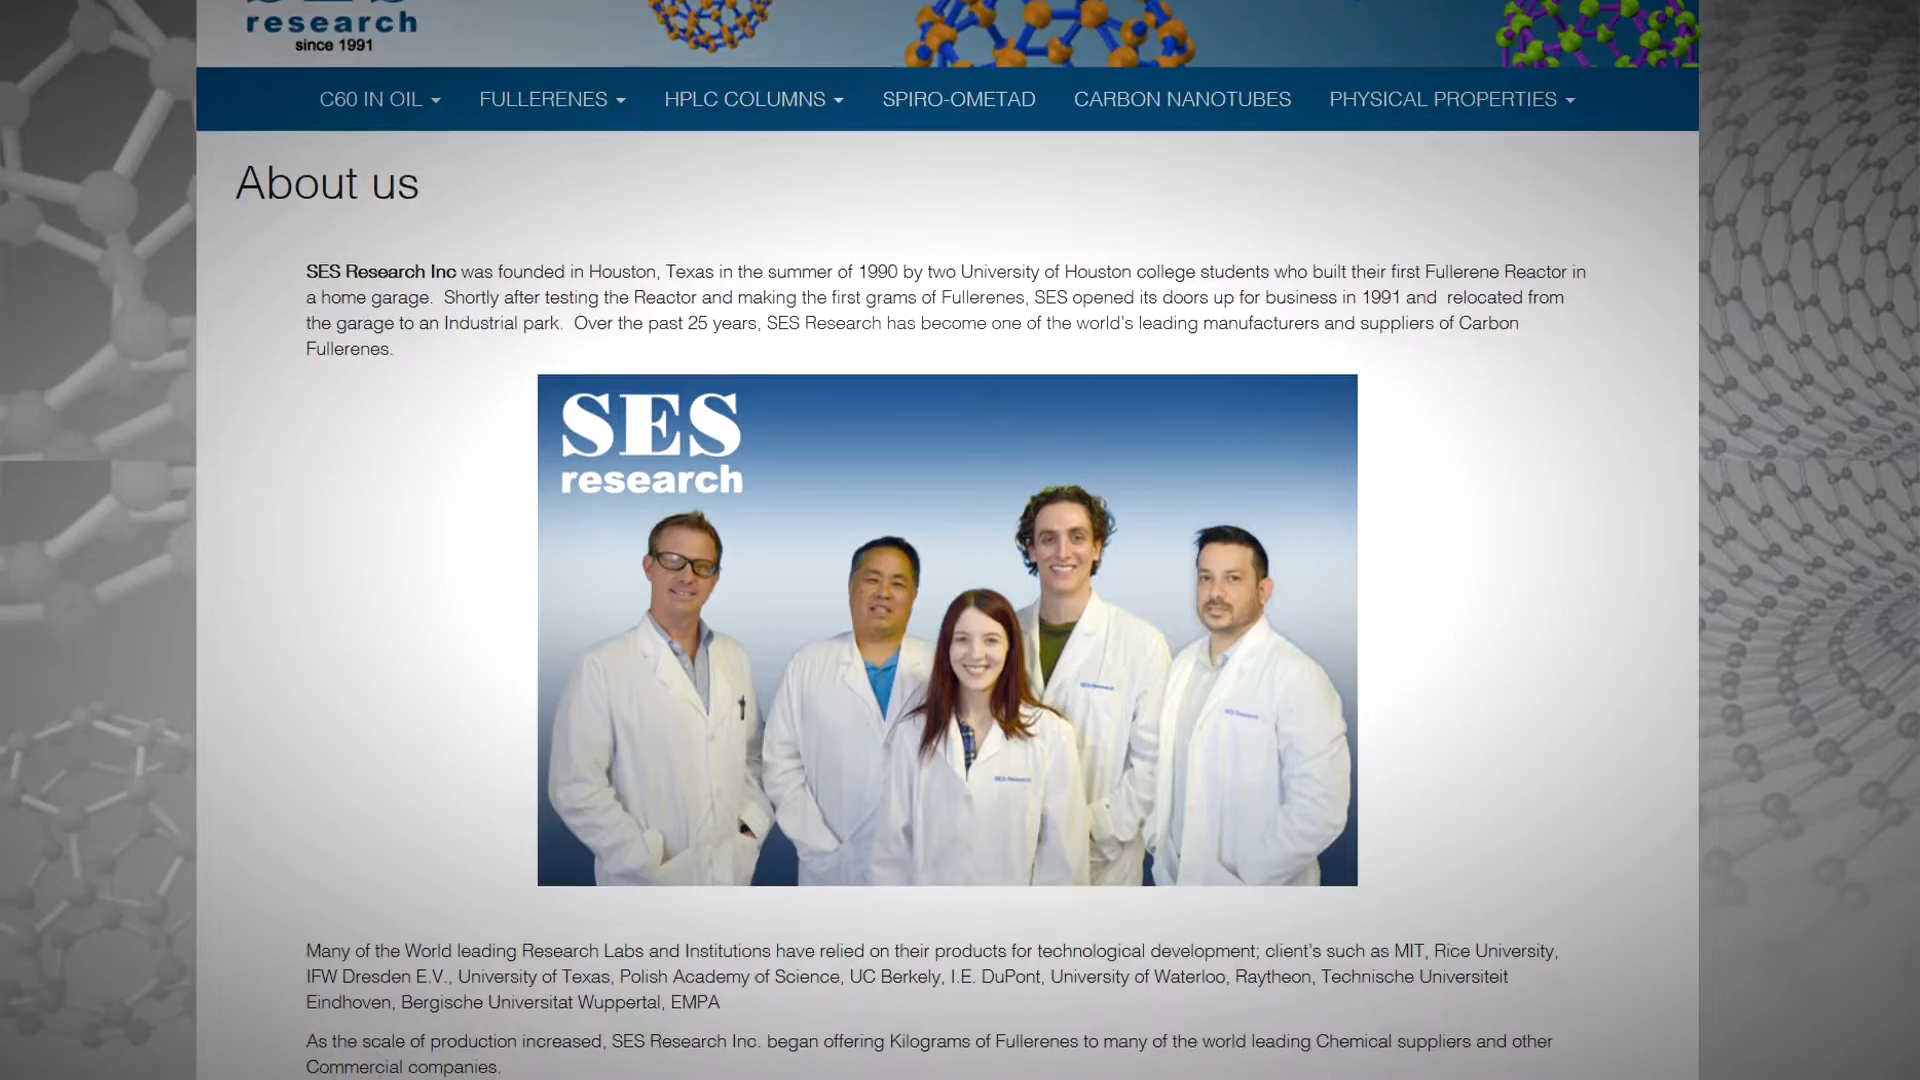 research
since 1991
C60 IN OIL
FULLERENES
HPLC COLUMNS
SPIRO-OMETAD
CARBON NANOTUBES
PHYSICAL PROPERTIES
About us
SES Research Inc was founded in Houston, Texas in the summer of 1990 by two University of Houston college students who built their first Fullerene Reactor in
a home garage. Shortly after testing the Reactor and making the first grams of Fullerenes, SES opened its doors up for business in 1991 and relocated from
the garage to an Industrial park. Over the past 25 years, SES Research has become one of the world's leading manufacturers and suppliers of Carbon
Fullerenes.
SES
research
SES Research
SES Research
SES Research
Many of the World leading Research Labs and Institutions have relied on their products for technological development; client's such as MIT, Rice University,
IFW Dresden E.V., University of Texas, Polish Academy of Science, UC Berkely, I.E. DuPont, University of Waterloo, Raytheon, Technische Universiteit
Eindhoven, Bergische Universitat Wuppertal, EMPA
As the scale of production increased, SES Research Inc. began offering Kilograms of Fullerenes to many of the world leading Chemical suppliers and other
Commercial companies.